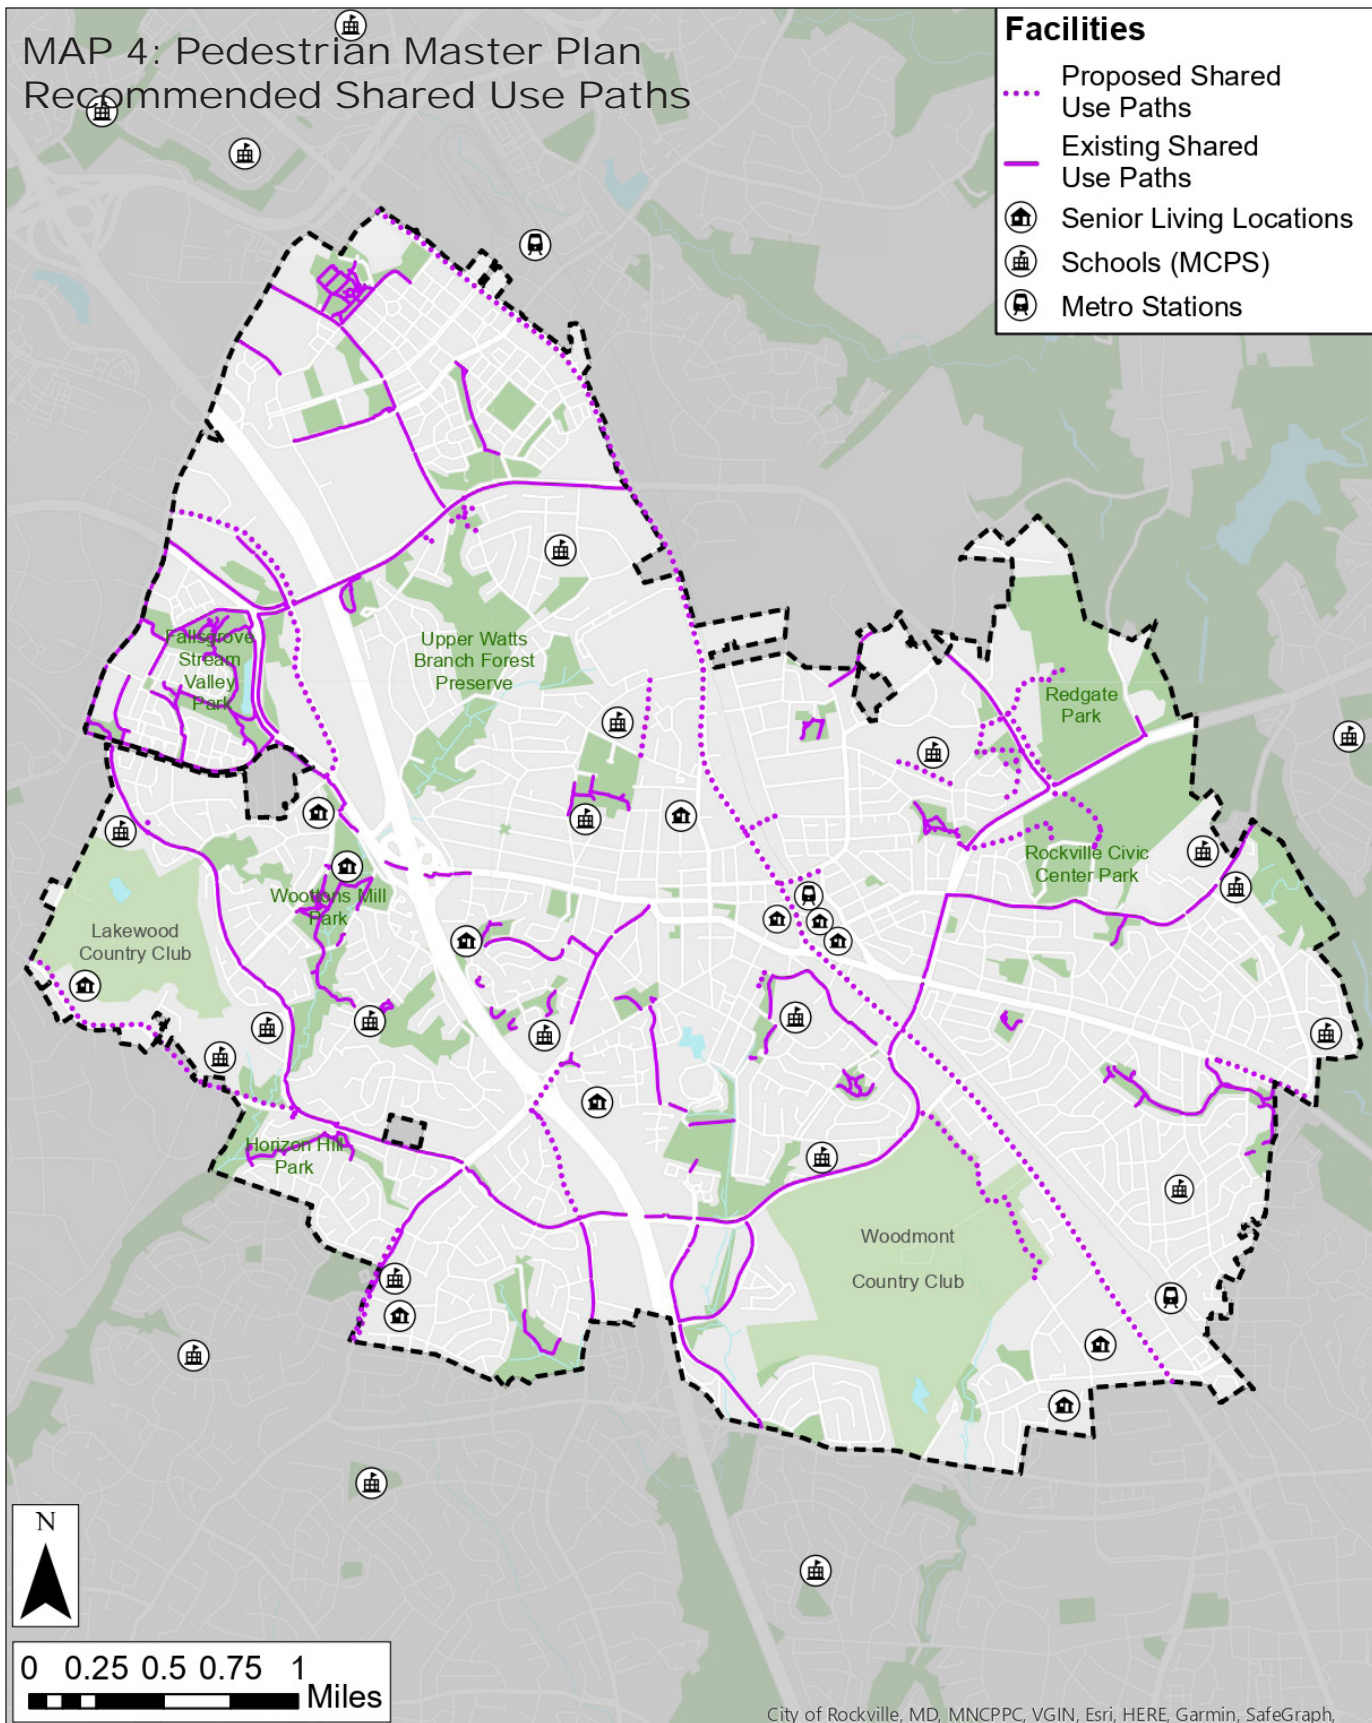 MAP 4: Pedestrian Master Plan
Recommended Shared Use Paths
Facilities
Proposed Shared
Use Paths
Existing Shared
Use Paths
Senior Living Locations
Schools (MCPS)
Metro Stations
Fallsgrove
Stream
Valley
Park
Upper Watts
Branch Forest
Preserve
Redgate
Park
Rockville Civic
Center Park
Woottons Mill
Park
Lakewood
Country Club
Horizon Hill
Park
Woodmont
Country Club
N
0 0.25 0.5 0.75 1
Miles
City of Rockville, MD, MNCPPC, VGIN, Esri, HERE, Garmin, SafeGraph,